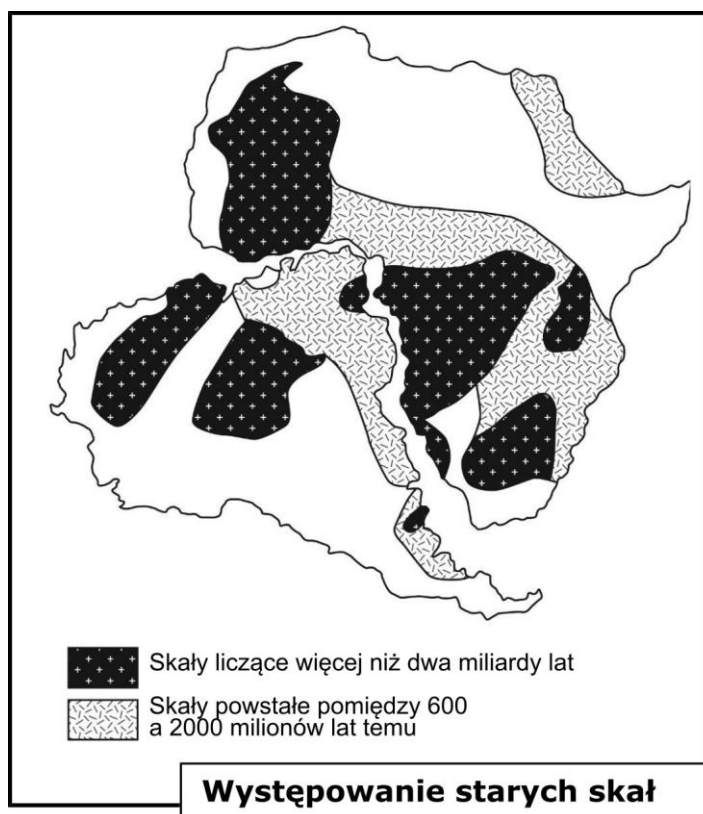 Skały liczące więcej niż dwa miliardy lat
Skały powstałe pomiędzy 600
a 2000 milionów lat temu
Występowanie starych skał